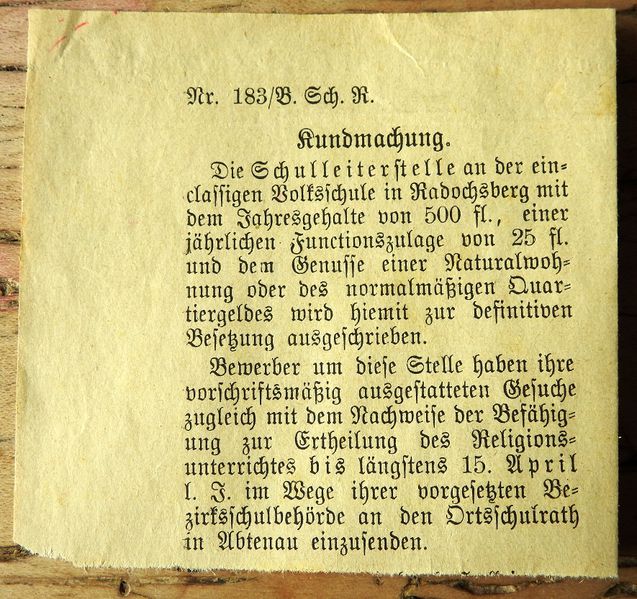 Nr. 183/B. Sch. R.
Kundmachung.
Die Schulleiterstelle an der ein-
classigen Volksschule in Radochsberg mit
dem Jahresgehalte von 500 fl., einer
jährlichen Functionszulage von 25 fl.
und dem Genusse einer Naturalwoh-
nung oder des normalmäßigen Quar-
tiergeldes wird hiemit zur definitiven
Besetzung ausgeschrieben.
Bewerber um diese Stelle haben ihre
vorschriftsmäßig ausgestatteten Gesuche
zugleich mit dem Nachweise der Befähig-
ung zur Ertheilung des Religions-
unterrichtes bis längstens 15. April
l. J. im Wege ihrer vorgesetzten Be-
zirksschulbehörde an den Ortsschulrath
in Abtenau einzusenden.